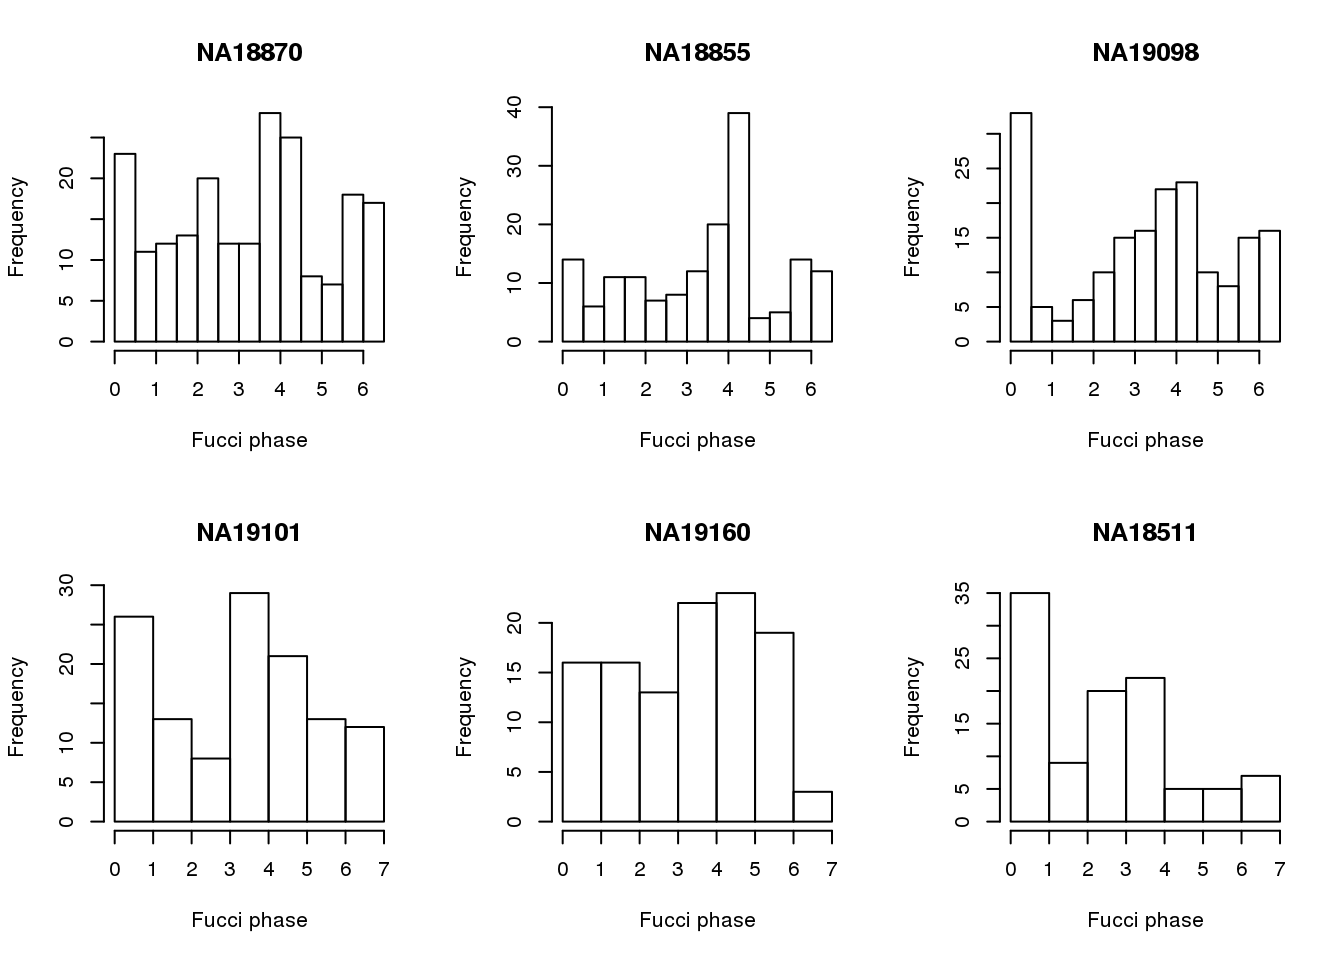 NA18870
Frequency
0 5 10 20
0 1 2 3 4 5 6
Fucci phase
NA18855
Frequency
0 10 20 30 40
0 1 2 3 4 5 6
Fucci phase
NA19098
Frequency
0 5 15 25
0 1 2 3 4 5 6
Fucci phase
NA19101
Frequency
0 5 10 20 30
0 1 2 3 4 5 6 7
Fucci phase
NA19160
Frequency
0 5 10 15 20
0 1 2 3 4 5 6 7
Fucci phase
NA18511
Frequency
0 5 15 25 35
0 1 2 3 4 5 6 7
Fucci phase